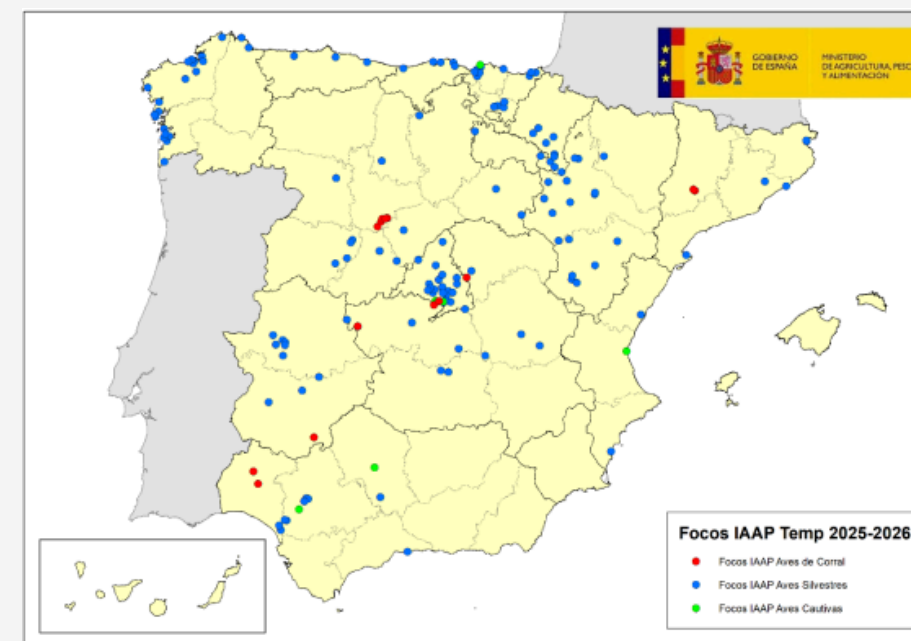 GOBIERNO
DE ESPAÑA
MINISTERIO
DE AGRICULTURA, PESC
Y ALIMENTACIÓN
Focos IAAP Temp 2025-2026
Focos IAAP Aves de Corral
Focos IAAP Aves Silvestres
Focos IAAP Aves Cautivas